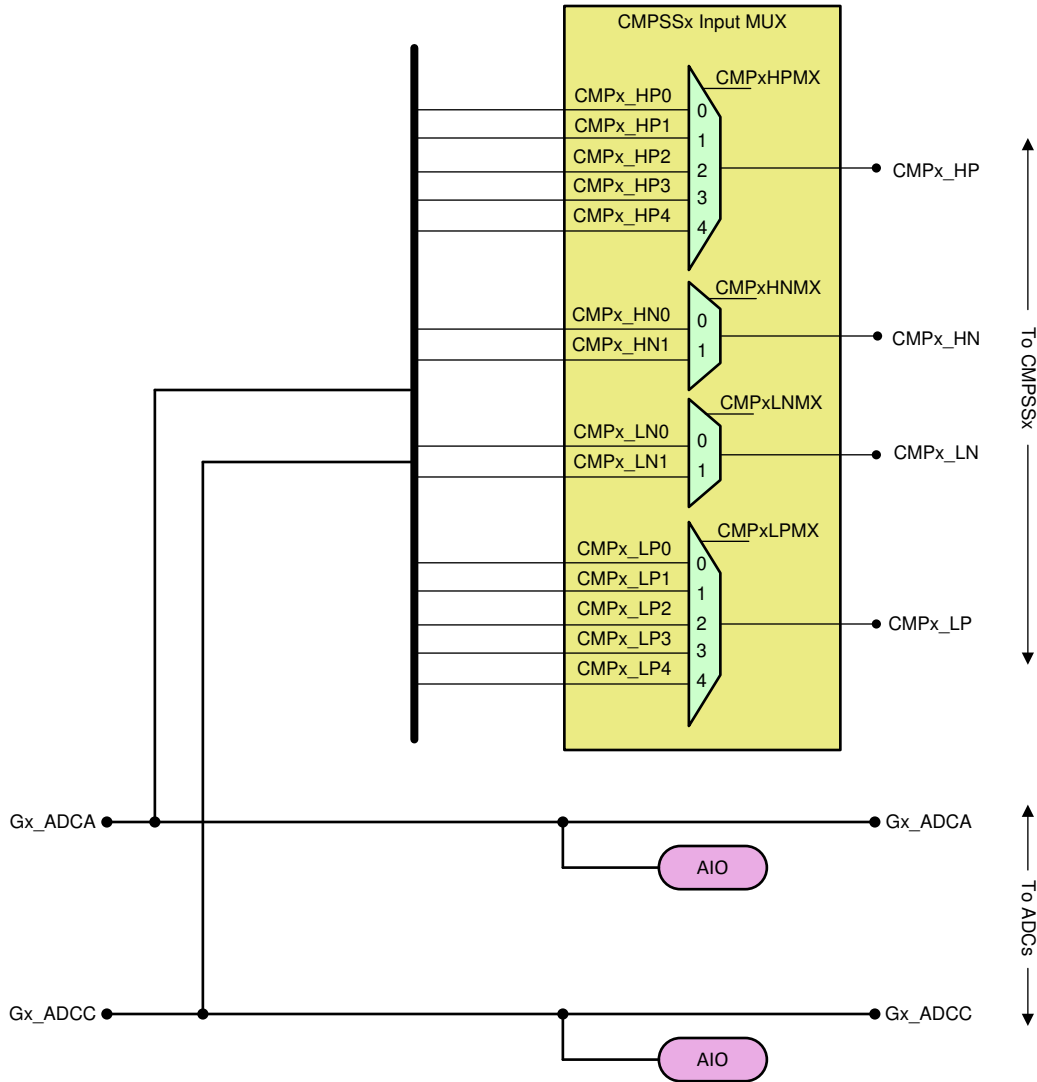 CMPSSx Input MUX
CMPxHPMX
CMPx_HP0
0
CMPx_HP1
1
CMPx_HP2
2
CMPx_HP
CMPx_HP3
3
CMPx_HP4
4
CMPxHNMX
CMPx_HN0
0
CMPx_HN
CMPx_HN1
1
To CMPSSx
CMPxLNMX
CMPx_LN0
0
CMPx_LN
CMPx_LN1
1
CMPxLPMX
CMPx_LP0
0
CMPx_LP1
1
CMPx_LP2
2
CMPx_LP
CMPx_LP3
3
CMPx_LP4
4
Gx_ADCA
Gx_ADCA
AIO
To ADCs
Gx_ADCC
Gx_ADCC
AIO